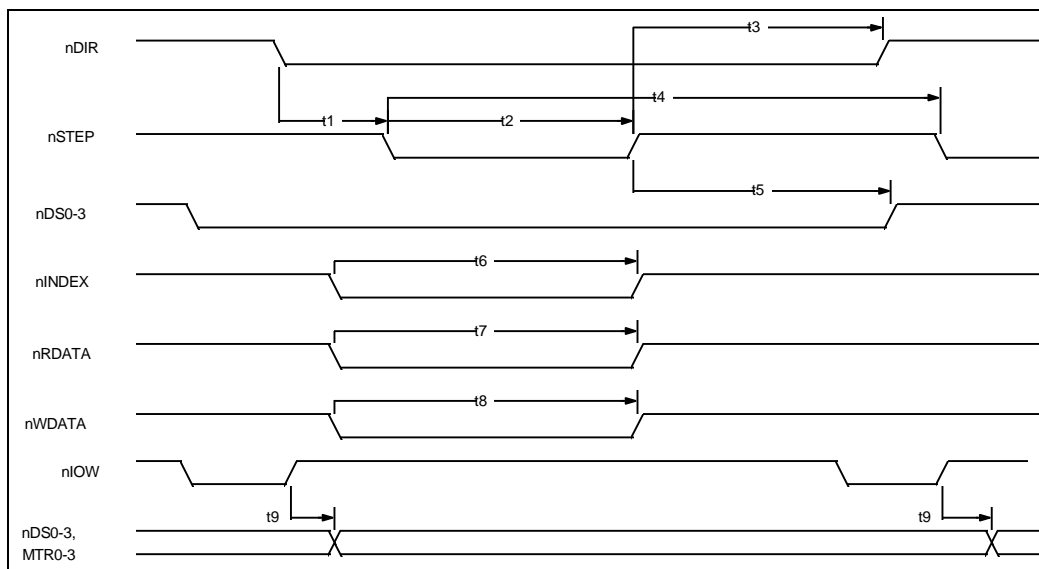 t3
nDIR
t4
t1
t2
nSTEP
t5
nDS0-3
t6
nINDEX
t7
nRDATA
t8
nWDATA
nIOW
t9
t9
nDS0-3,
MTR0-3